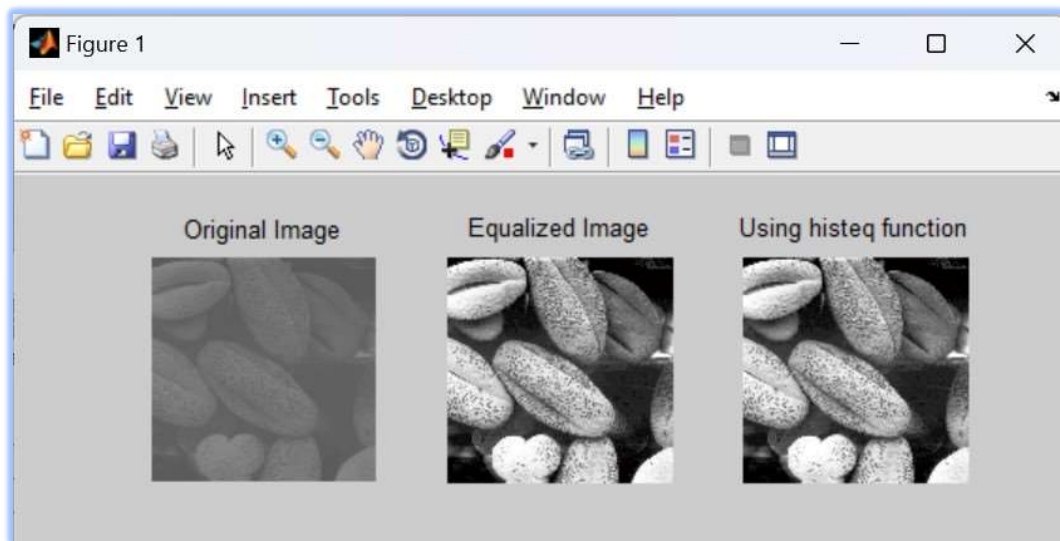 Figure 1
File Edit View Insert Tools Desktop Window Help
Original Image Equalized Image Using histeq function